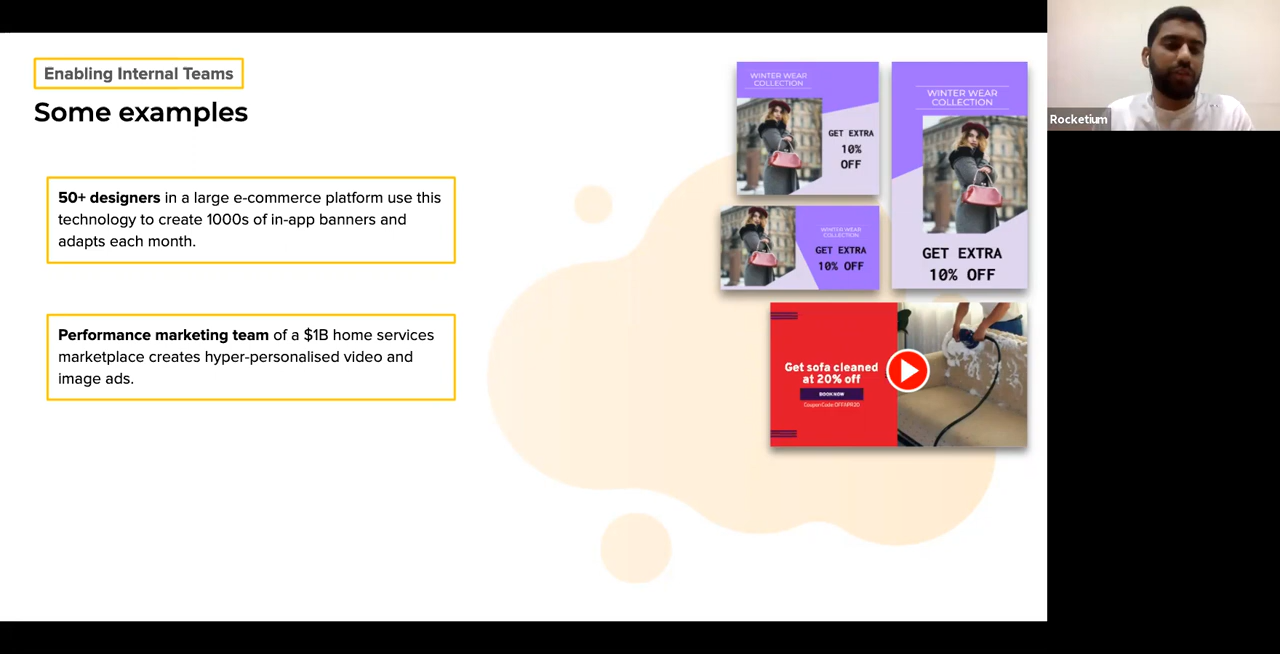 Enabling Internal Teams
Some examples
50+ designers in a large e-commerce platform use this
technology to create 1000s of in-app banners and
adapts each month.
Performance marketing team of a $1B home services
marketplace creates hyper-personalised video and
image ads.
WINTER WEAR
COLLECTION
GET EXTRA
10%
OFF
WINTER WEAR
COLLECTION
GET EXTRA
10% OFF
WINTER WEAR
COLLECTION
GET EXTRA
10% OFF
Get sofa cleaned
at 20% off
BOOK NOW
Rocketium